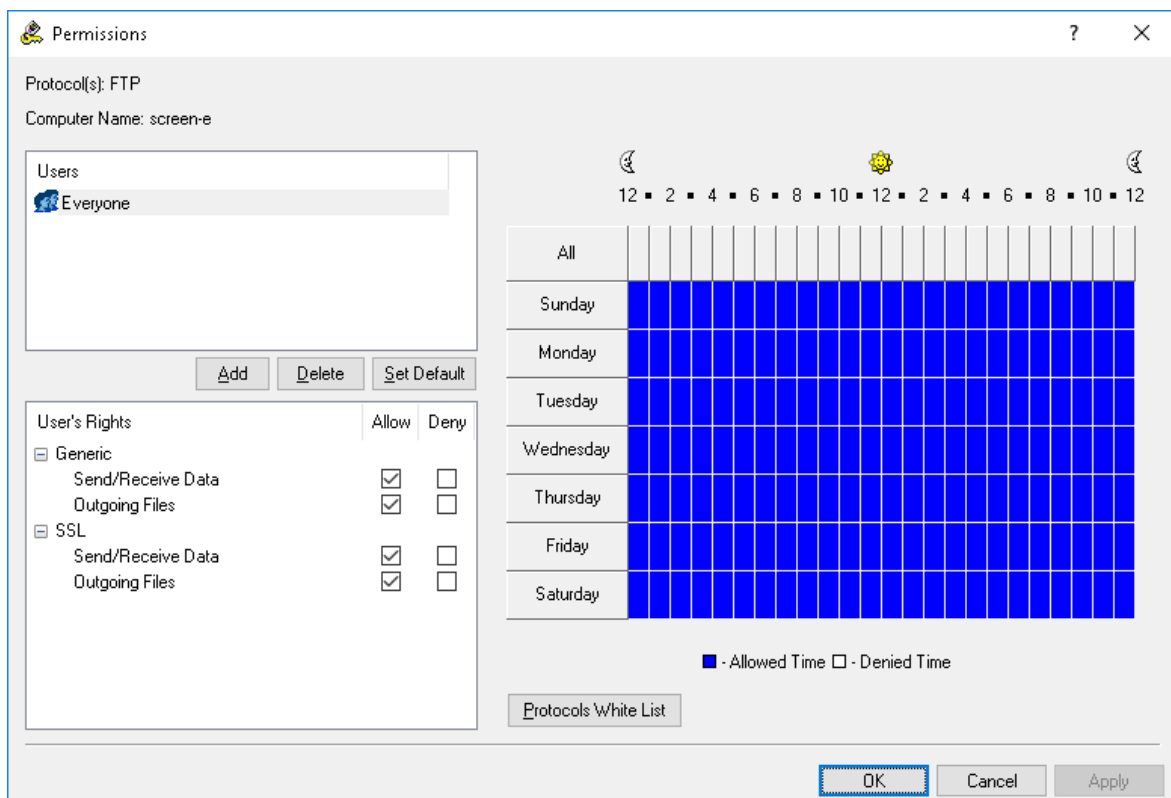 Permissions
?
Protocol(s): FTP
Computer Name: screen-e
Users
Everyone
Add
Delete
Set Default
User's Rights Allow Deny
Generic
Send/Receive Data
Outgoing Files
SSL
Send/Receive Data
Outgoing Files
12 ▪ 2 ▪ 4 ▪ 6 ▪ 8 ▪ 10 ▪ 12 ▪ 2 ▪ 4 ▪ 6 ▪ 8 ▪ 10 ▪ 12
All
Sunday
Monday
Tuesday
Wednesday
Thursday
Friday
Saturday
- Allowed Time - Denied Time
Protocols White List
OK Cancel Apply